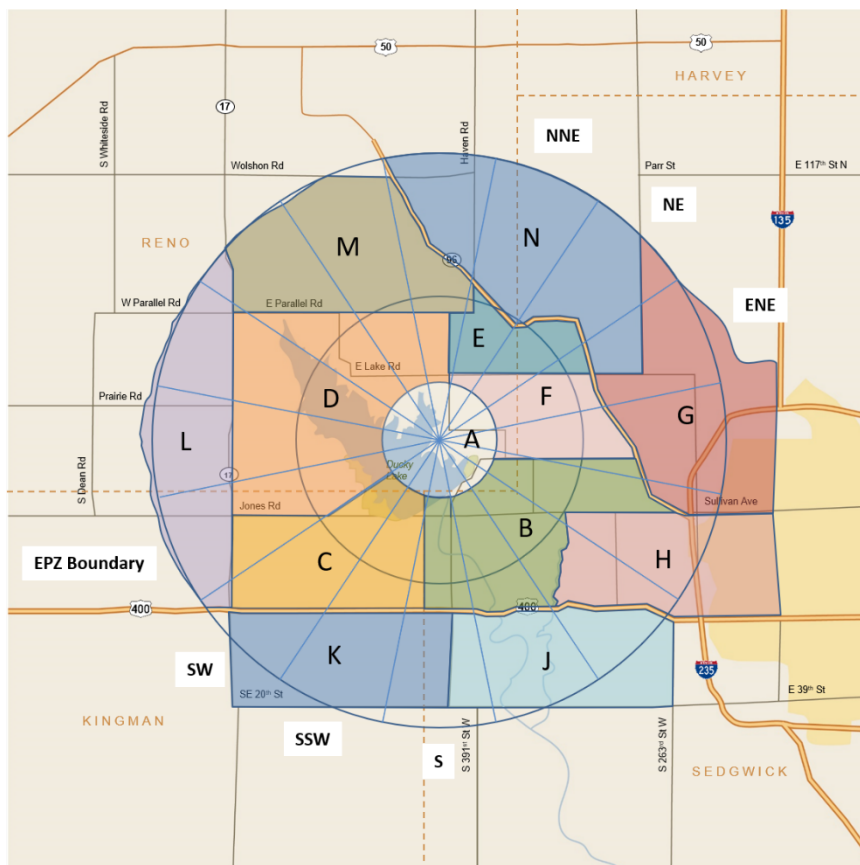 50
50
HARVEY
17
S Whiteside Rd
Haven Rd
NNE
Wolshon Rd
Parr St
E 117th St N
NE
135
RENO
N
M
96
ENE
W Parallel Rd
E Parallel Rd
E
E Lake Rd
Prairie Rd
D
F
G
L
A
17
Ducky
Lake
S Dean Rd
Jones Rd
Sullivan Ave
B
EPZ Boundary
C
H
400
400
K
J
SW
235
SE 20th St
E 39th St
KINGMAN
SSW
S
S 391st St W
S 263rd St W
SEDGWICK